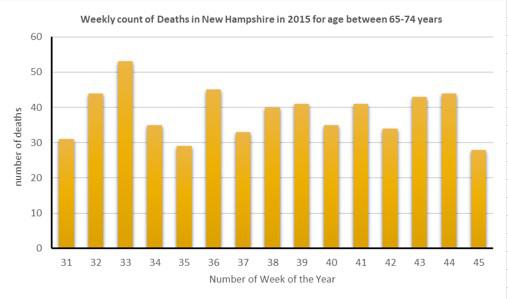 Weekly count of Deaths in New Hampshire in 2015 for age between 65-74 years
60
50
40
30
20
10
0
number of deaths
31 32 33 34 35 36 37 38 39 40 41 42 43 44 45
Number of Week of the Year